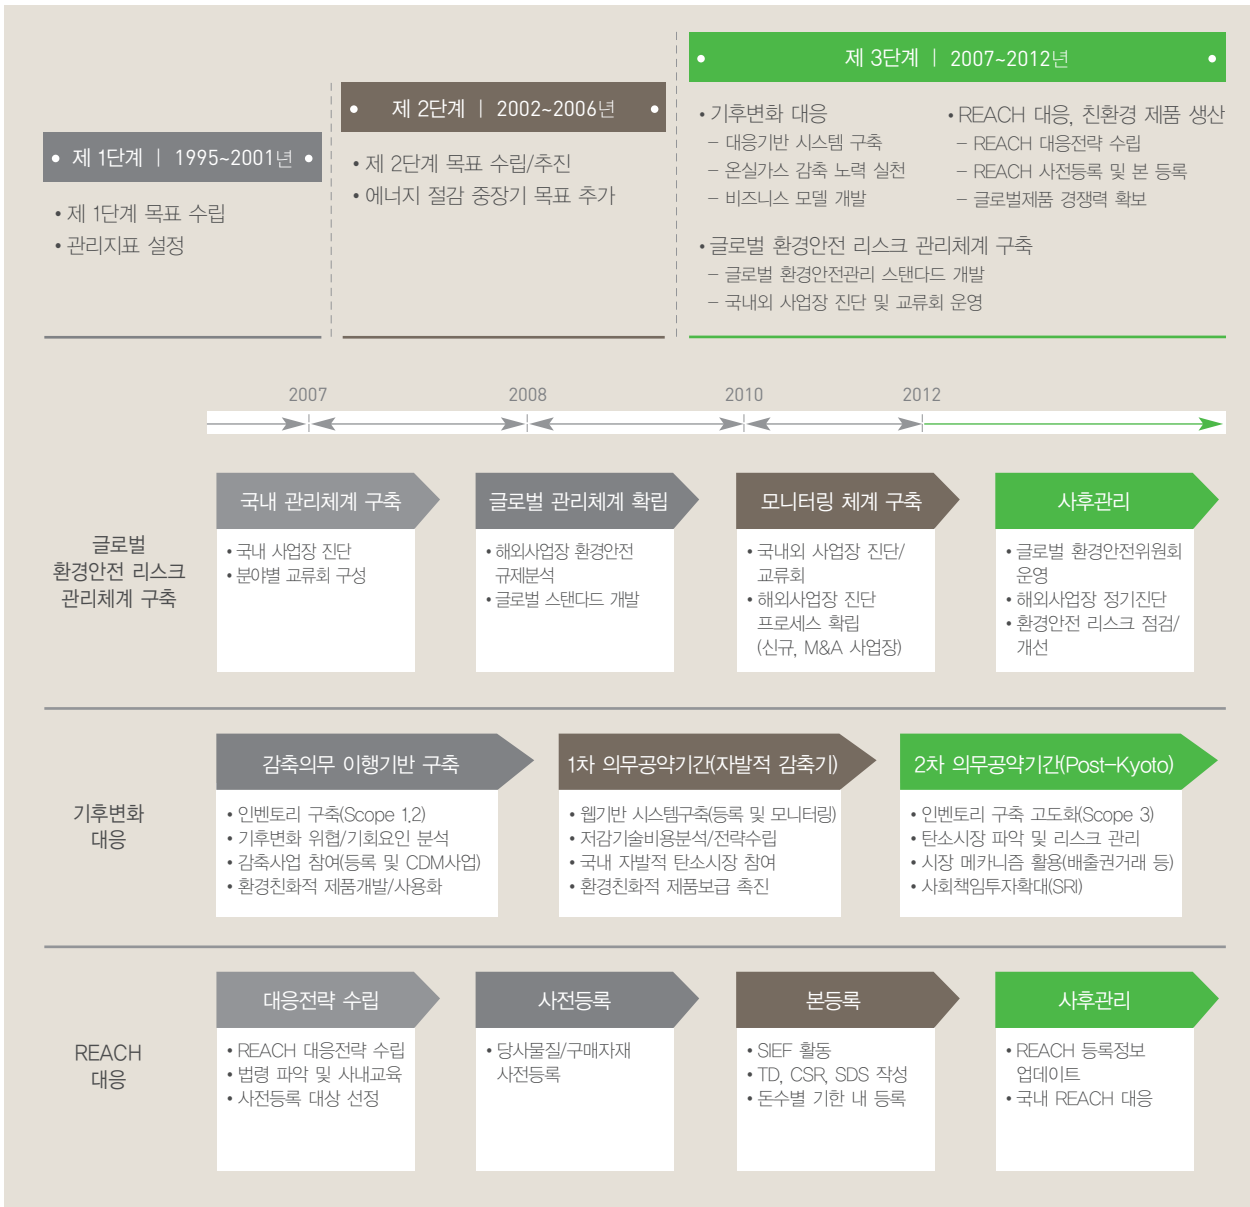 제 1단계 | 1995~2001년
• 제 1단계 목표 수립
• 관리지표 설정
제 2단계 | 2002~2006년
• 제 2단계 목표 수립/추진
• 에너지 절감 중장기 목표 추가
제 3단계 | 2007~2012년
• 기후변화 대응
– 대응기반 시스템 구축
– 온실가스 감축 노력 실천
– 비즈니스 모델 개발
• REACH 대응, 친환경 제품 생산
– REACH 대응전략 수립
– REACH 사전등록 및 본 등록
– 글로벌제품 경쟁력 확보
• 글로벌 환경안전 리스크 관리체계 구축
– 글로벌 환경안전관리 스탠다드 개발
– 국내외 사업장 진단 및 교류회 운영
2007
2008
2010
2012
글로벌
환경안전 리스크
관리체계 구축
국내 관리체계 구축
• 국내 사업장 진단
• 분야별 교류회 구성
글로벌 관리체계 확립
• 해외사업장 환경안전
규제분석
• 글로벌 스탠다드 개발
모니터링 체계 구축
• 국내외 사업장 진단/
교류회
• 해외사업장 진단
프로세스 확립
(신규, M&A 사업장)
사후관리
• 글로벌 환경안전위원회
운영
• 해외사업장 정기진단
• 환경안전 리스크 점검/
개선
기후변화
대응
감축의무 이행기반 구축
• 인벤토리 구축(Scope 1,2)
• 기후변화 위협/기회요인 분석
• 감축사업 참여(등록 및 CDM사업)
• 환경친화적 제품개발/사용화
1차 의무공약기간(자발적 감축기)
• 웹기반 시스템구축(등록 및 모니터링)
• 저감기술비용분석/전략수립
• 국내 자발적 탄소시장 참여
• 환경친화적 제품보급 촉진
2차 의무공약기간(Post–Kyoto)
• 인벤토리 구축 고도화(Scope 3)
• 탄소시장 파악 및 리스크 관리
• 시장 메카니즘 활용(배출권거래 등)
• 사회책임투자확대(SRI)
REACH
대응
대응전략 수립
• REACH 대응전략 수립
• 법령 파악 및 사내교육
• 사전등록 대상 선정
사전등록
• 당사물질/구매자재
사전등록
본등록
• SIEF 활동
• TD, CSR, SDS 작성
• 톤수별 기한 내 등록
사후관리
• REACH 등록정보
업데이트
• 국내 REACH 대응